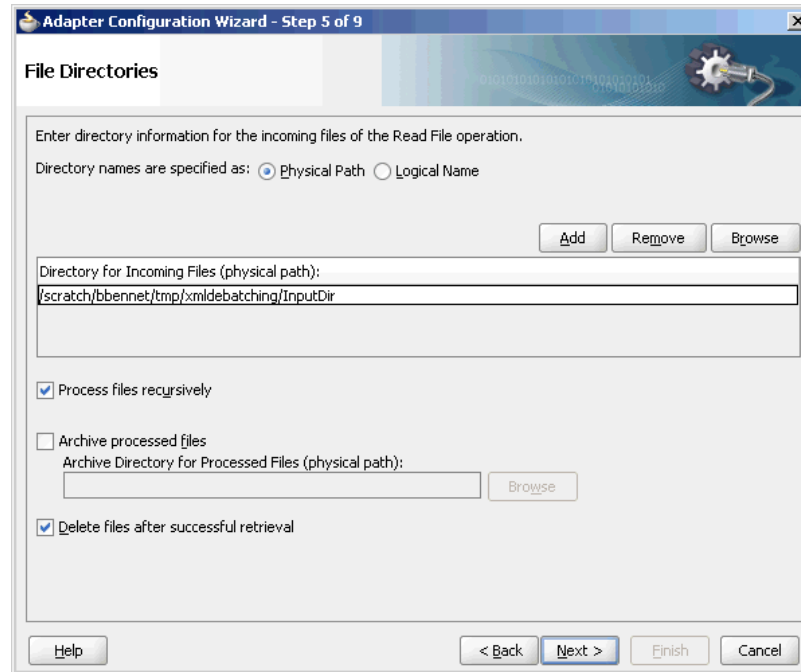 Adapter Configuration Wizard - Step 5 of 9
File Directories
Enter directory information for the incoming files of the Read File operation.
Directory names are specified as: Physical Path Logical Name
Add Remove Browse
Directory for Incoming Files (physical path):
/scratch/bbennet/tmp/xmldebatching/InputDir
Process files recursively
Archive processed files
Archive Directory for Processed Files (physical path):
Browse
Delete files after successful retrieval
Help < Back Next > Finish Cancel